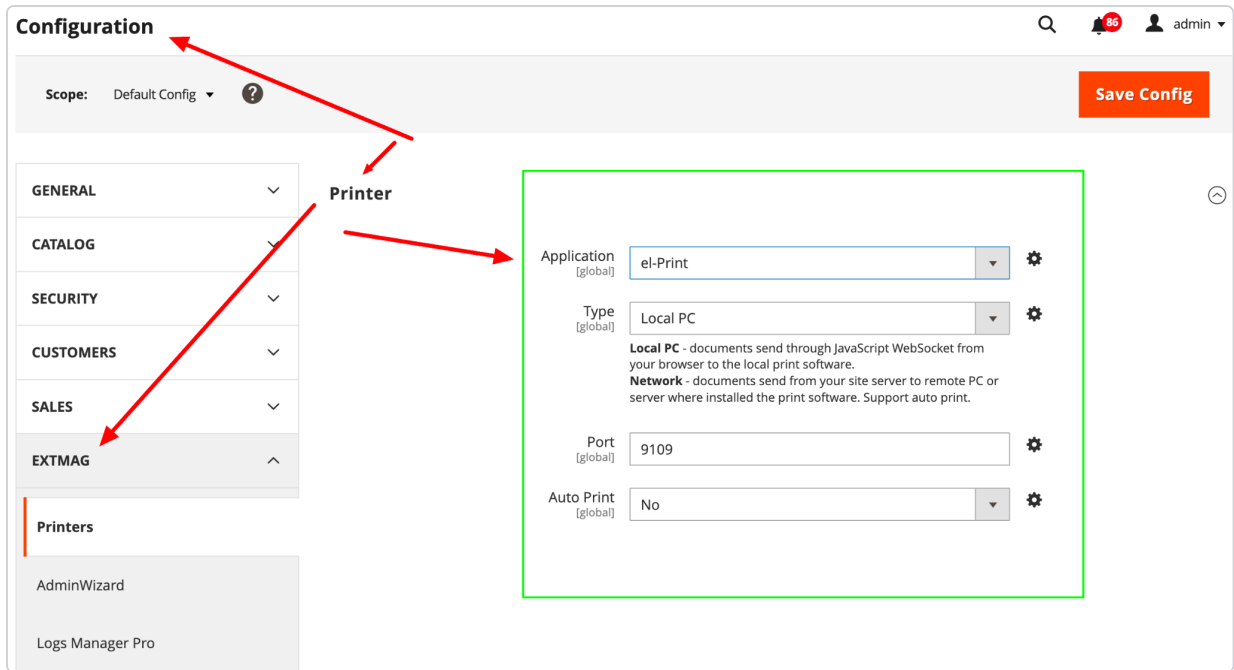 Configuration
86
admin
Scope: Default Config ?
Save Config
GENERAL
CATALOG
SECURITY
CUSTOMERS
SALES
EXTMAG
Printers
AdminWizard
Logs Manager Pro
Printer
Application
[global]
el-Print
Type
[global]
Local PC
Local PC - documents send through JavaScript WebSocket from
your browser to the local print software.
Network - documents send from your site server to remote PC or
server where installed the print software. Support auto print.
Port
[global]
9109
Auto Print
[global]
No